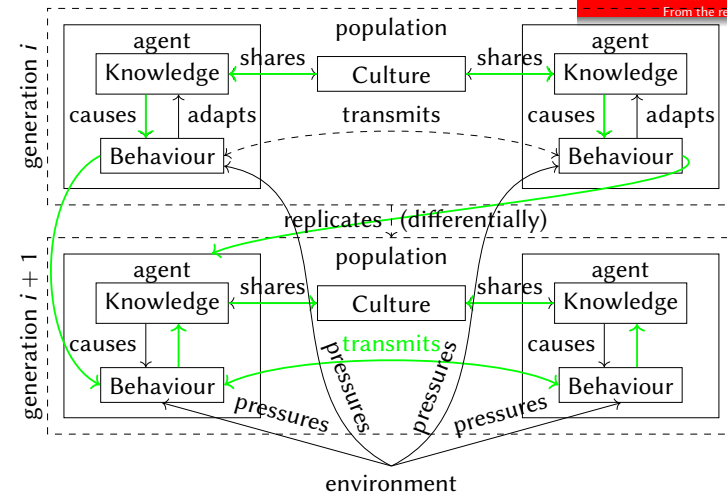 From the re
population
generation i
agent
agent
shares
shares
Knowledge
Culture
Knowledge
causes
adapts
transmits
causes
adapts
Behaviour
Behaviour
replicates (differentially)
population
generation i + 1
agent
agent
shares
shares
Knowledge
Culture
Knowledge
causes
transmits
causes
Behaviour
Behaviour
pressures
pressures
pressures
pressures
environment